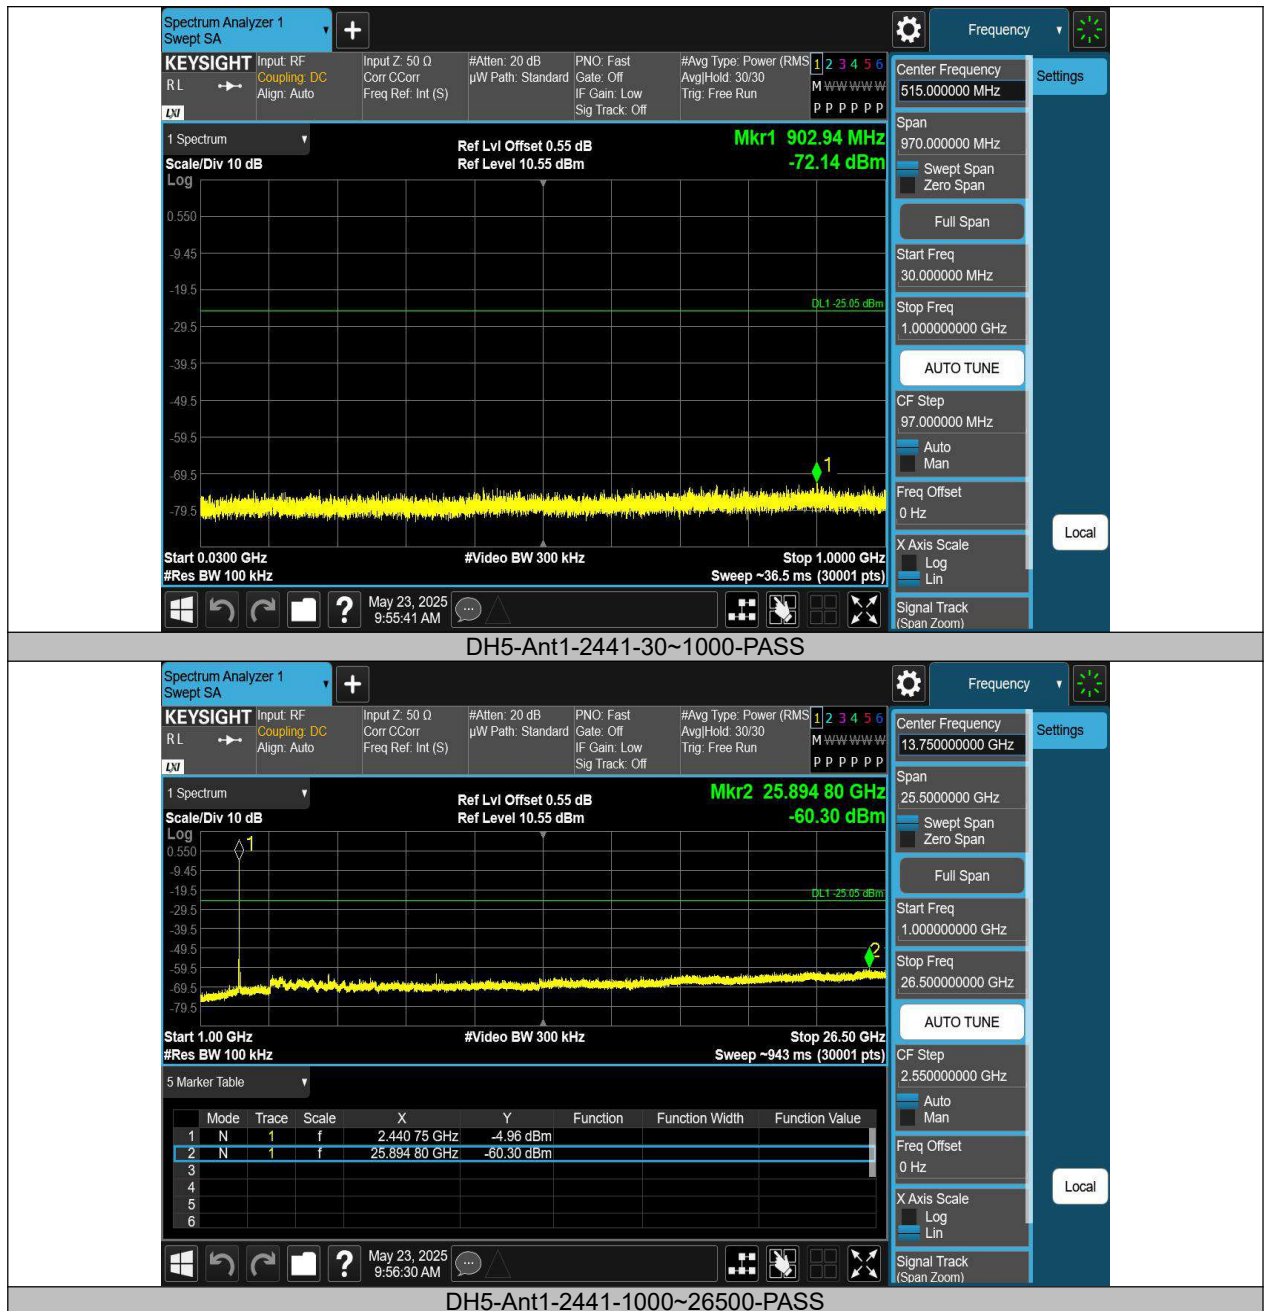 Spectrum Analyzer 1
Swept SA
Frequency
KEYSIGHT
R L
LXI
Input: RF
Coupling: DC
Align: Auto
Input Z: 50 Ω
Corr CCorr
Freq Ref: Int (S)
#Atten: 20 dB
µW Path: Standard
PNO: Fast
Gate: Off
IF Gain: Low
Sig Track: Off
#Avg Type: Power (RMS
Avg|Hold: 30/30
Trig: Free Run
1 2 3 4 5 6
M W W W W W
P P P P P P
1 Spectrum
Scale/Div 10 dB
Ref Lvl Offset 0.55 dB
Ref Level 10.55 dBm
Mkr1 902.94 MHz
-72.14 dBm
Log
0.550
-9.45
-19.5
DL1 -25.05 dBm
-29.5
-39.5
-49.5
-59.5
-69.5
1
-79.5
Start 0.0300 GHz
#Video BW 300 kHz
Stop 1.0000 GHz
#Res BW 100 kHz
Sweep ~36.5 ms (30001 pts)
May 23, 2025
9:55:41 AM
Center Frequency
515.000000 MHz
Settings
Span
970.000000 MHz
Swept Span
Zero Span
Full Span
Start Freq
30.000000 MHz
Stop Freq
1.000000000 GHz
AUTO TUNE
CF Step
97.000000 MHz
Auto
Man
Freq Offset
0 Hz
Local
X Axis Scale
Log
Lin
Signal Track
(Span Zoom)
DH5-Ant1-2441-30~1000-PASS
Spectrum Analyzer 1
Swept SA
Frequency
KEYSIGHT
R L
LXI
Input: RF
Coupling: DC
Align: Auto
Input Z: 50 Ω
Corr CCorr
Freq Ref: Int (S)
#Atten: 20 dB
µW Path: Standard
PNO: Fast
Gate: Off
IF Gain: Low
Sig Track: Off
#Avg Type: Power (RMS
Avg|Hold: 30/30
Trig: Free Run
1 2 3 4 5 6
M W W W W W
P P P P P P
1 Spectrum
Scale/Div 10 dB
Ref Lvl Offset 0.55 dB
Ref Level 10.55 dBm
Mkr2 25.894 80 GHz
-60.30 dBm
Log
1
0.550
-9.45
-19.5
DL1 -25.05 dBm
-29.5
-39.5
-49.5
2
-59.5
-69.5
-79.5
Start 1.00 GHz
#Video BW 300 kHz
Stop 26.50 GHz
#Res BW 100 kHz
Sweep ~943 ms (30001 pts)
5 Marker Table
Mode Trace Scale X Y Function Function Width Function Value
1 N 1 f 2.440 75 GHz -4.96 dBm
2 N 1 f 25.894 80 GHz -60.30 dBm
3
4
5
6
May 23, 2025
9:56:30 AM
Center Frequency
13.750000000 GHz
Settings
Span
25.5000000 GHz
Swept Span
Zero Span
Full Span
Start Freq
1.000000000 GHz
Stop Freq
26.500000000 GHz
AUTO TUNE
CF Step
2.550000000 GHz
Auto
Man
Freq Offset
0 Hz
Local
X Axis Scale
Log
Lin
Signal Track
(Span Zoom)
DH5-Ant1-2441-1000~26500-PASS